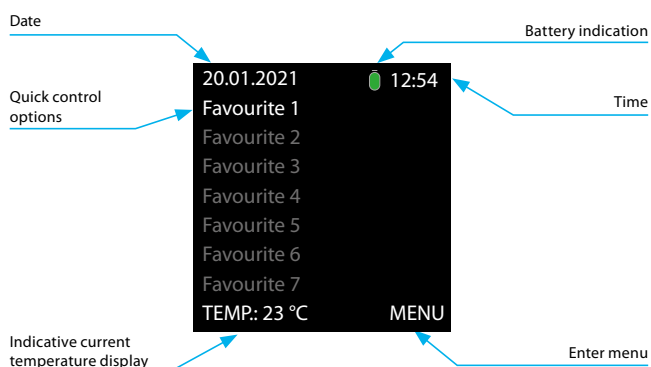 Date
Battery indication
20.01.2021 12:54
Quick control
options
Time
Favourite 1
Favourite 2
Favourite 3
Favourite 4
Favourite 5
Favourite 6
Favourite 7
TEMP.: 23 °C MENU
Indicative current
temperature display
Enter menu